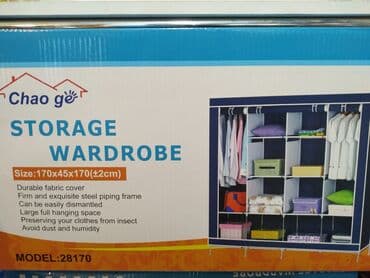 Chao ge
STORAGE
WARDROBE
Size:170x45x170(±2cm)
Durable fabric cover
Firm and exquisite steel piping frame
Can be easily dismantled
Large full hanging space
Preserving your clothes from insect
Avoid dust and humidity
MODEL:28170
WARDROBE